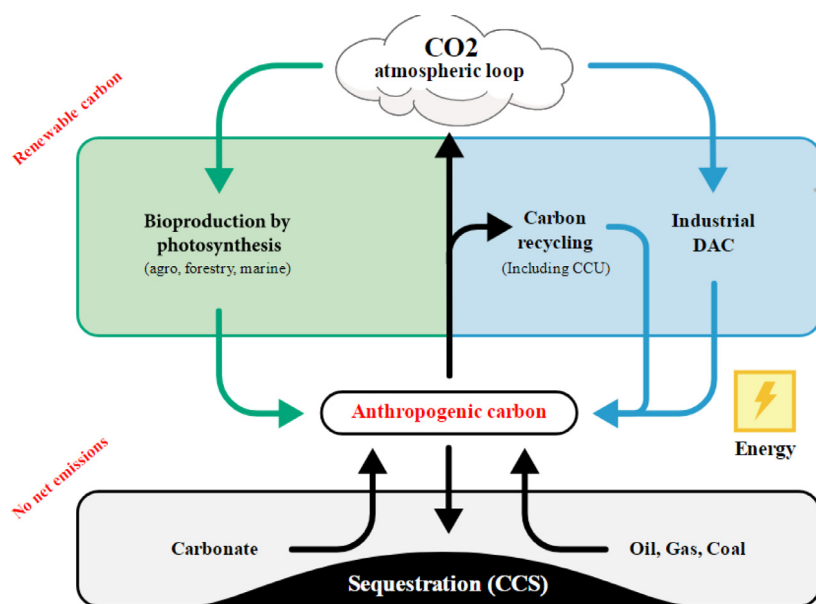 CO2
atmospheric loop
Renewable carbon
Bioproduction by
photosynthesis
(agro, forestry, marine)
Carbon
recycling
(Including CCU)
Industrial
DAC
Anthropogenic carbon
Energy
No net emissions
Carbonate
Oil, Gas, Coal
Sequestration (CCS)